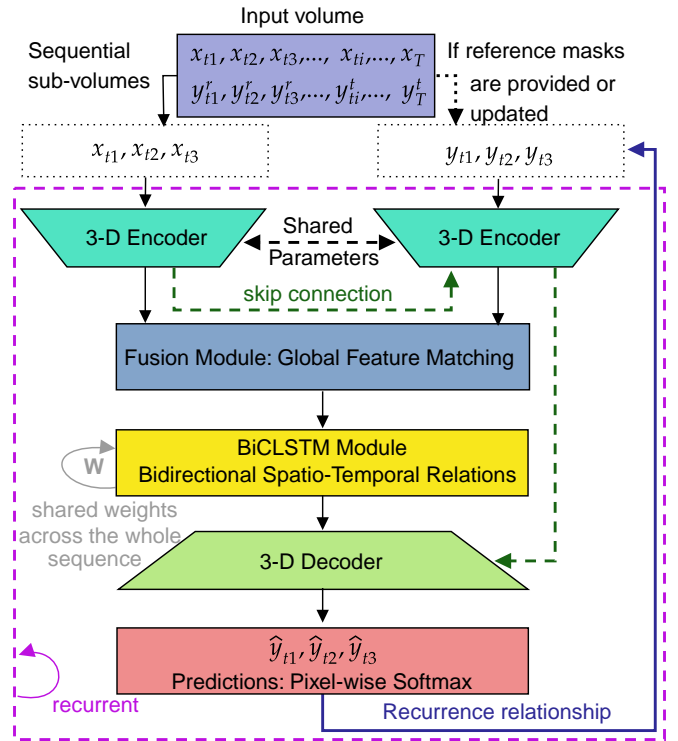 Input volume
Sequential
sub-volumes
x_{t1}, x_{t2}, x_{t3},..., x_{ti},..., x_T
y^r_{t1}, y^r_{t2}, y^r_{t3},..., y^t_{ti},..., y^t_T
If reference masks
are provided or
updated
x_{t1}, x_{t2}, x_{t3}
y_{t1}, y_{t2}, y_{t3}
3-D Encoder
Shared
Parameters
3-D Encoder
skip connection
Fusion Module: Global Feature Matching
BiCLSTM Module
Bidirectional Spatio-Temporal Relations
W
shared weights
across the whole
sequence
3-D Decoder
ŷ_{t1}, ŷ_{t2}, ŷ_{t3}
Predictions: Pixel-wise Softmax
recurrent
Recurrence relationship